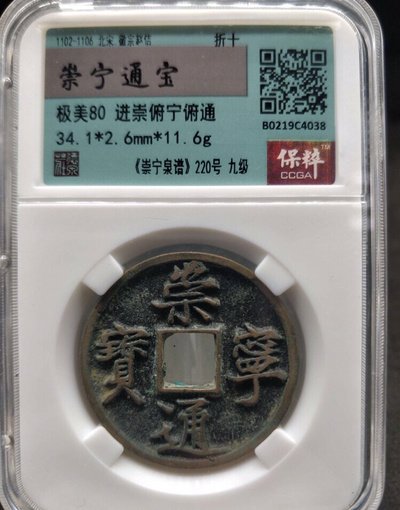 1102-1106 北宋 徽宗赵佶
折十
崇宁通宝
极美80 进崇俯宁俯通
34.1*2.6mm*11.6g
B0219C4038
《崇宁泉谱》220号 九级
保粹
TM
CCGA
崇
寧
通
寶